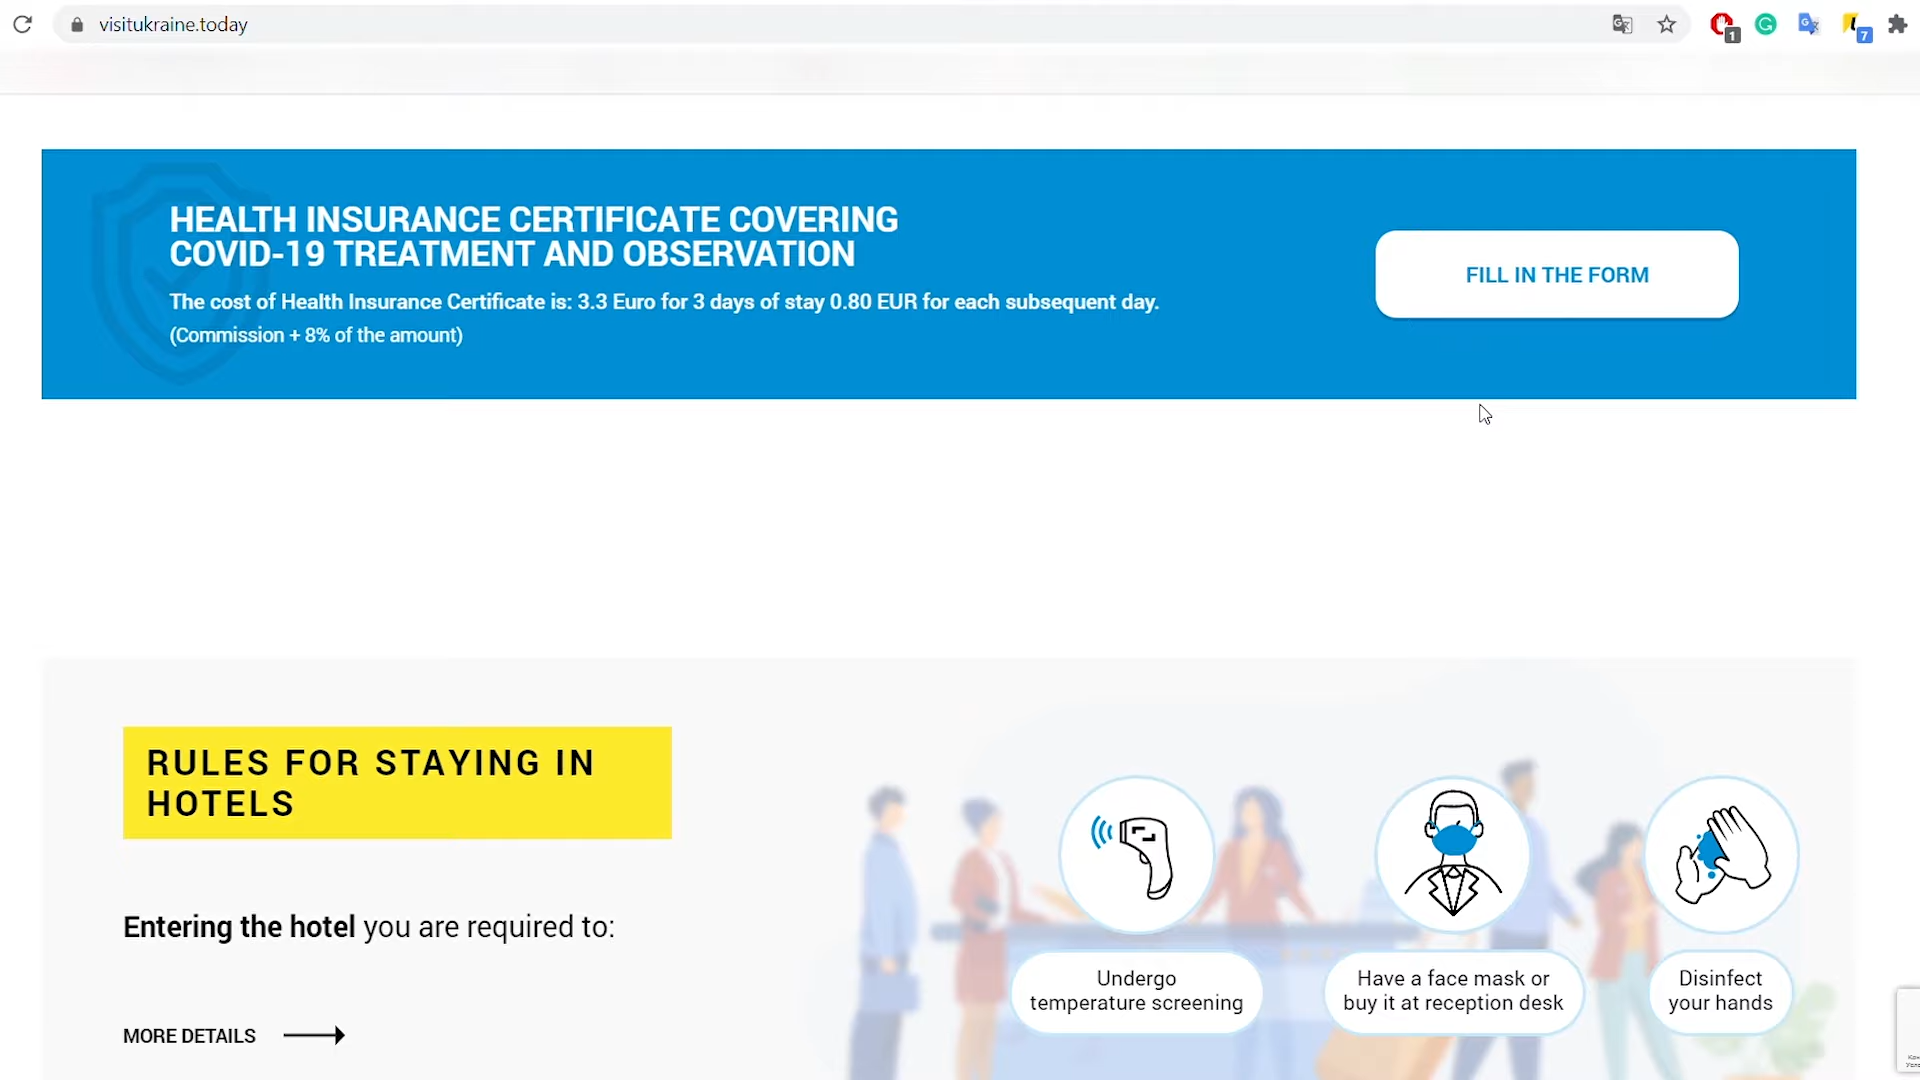 visitukraine.today
1
7
HEALTH INSURANCE CERTIFICATE COVERING
COVID-19 TREATMENT AND OBSERVATION
The cost of Health Insurance Certificate is: 3.3 Euro for 3 days of stay 0.80 EUR for each subsequent day.
(Commission + 8% of the amount)
FILL IN THE FORM
RULES FOR STAYING IN
HOTELS
Entering the hotel you are required to:
Undergo
temperature screening
Have a face mask or
buy it at reception desk
Disinfect
your hands
MORE DETAILS